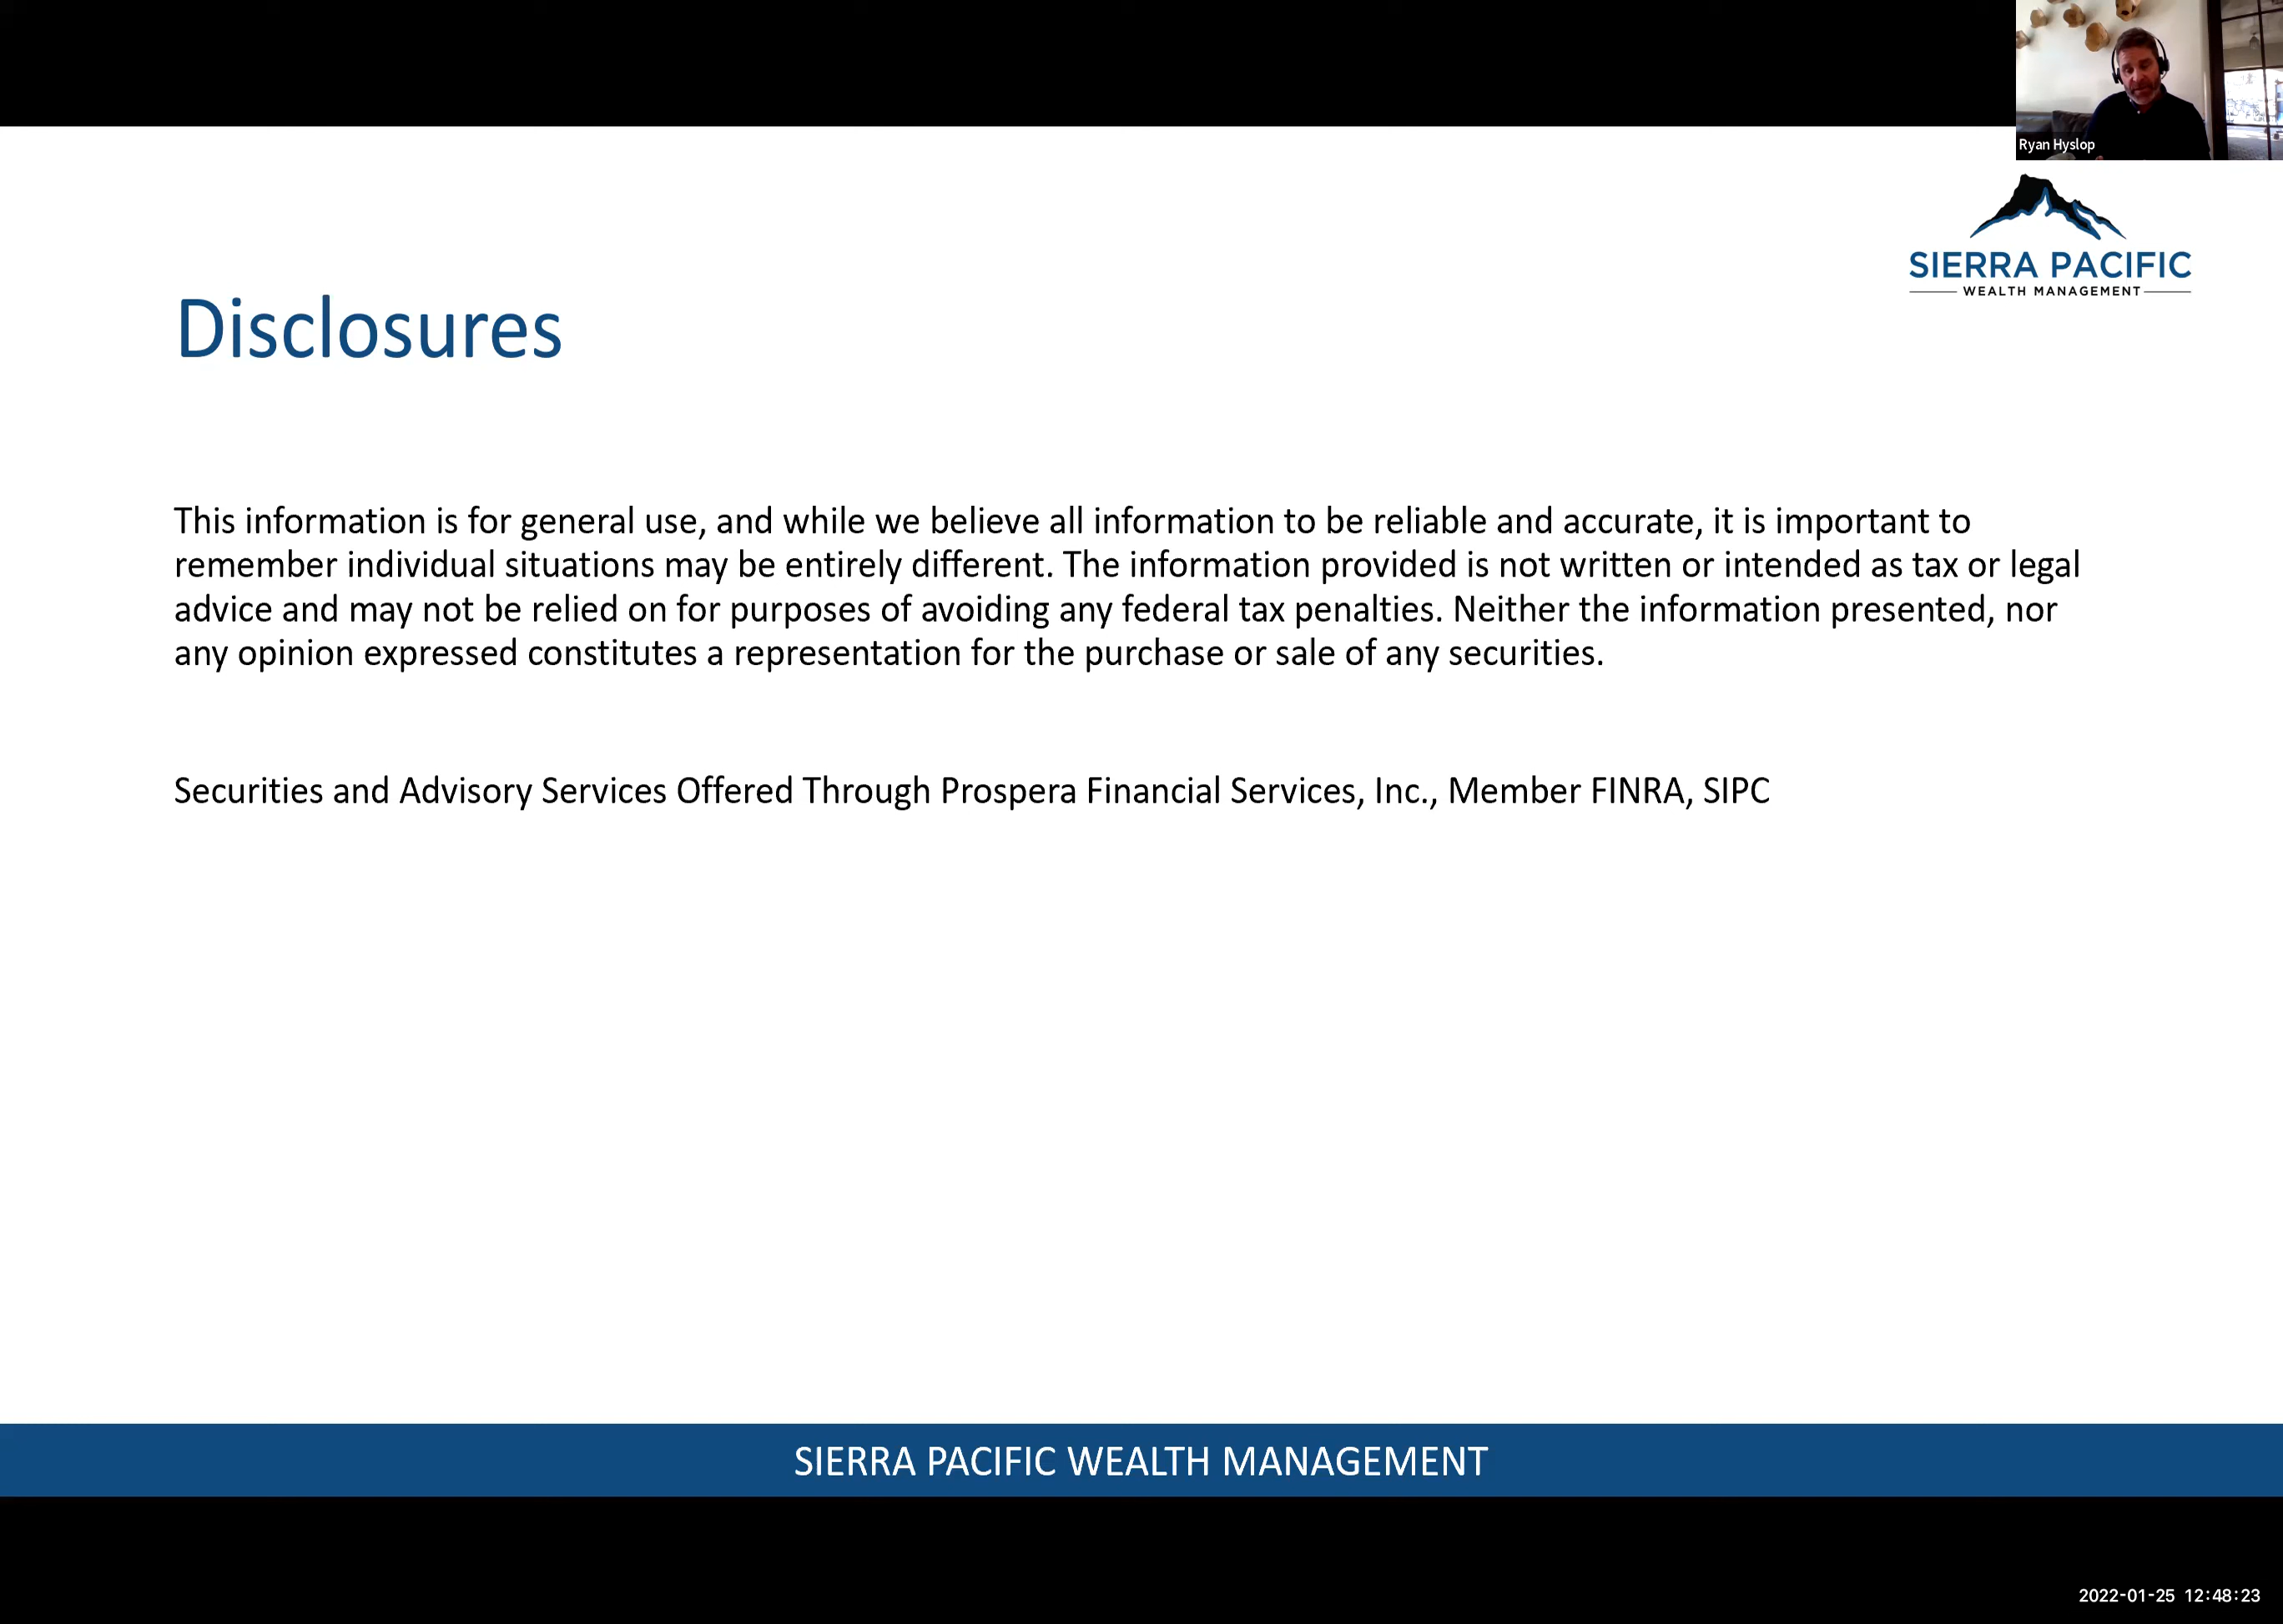 Ryan Hyslop
SIERRA PACIFIC
WEALTH MANAGEMENT
Disclosures
This information is for general use, and while we believe all information to be reliable and accurate, it is important to
remember individual situations may be entirely different. The information provided is not written or intended as tax or legal
advice and may not be relied on for purposes of avoiding any federal tax penalties. Neither the information presented, nor
any opinion expressed constitutes a representation for the purchase or sale of any securities.
Securities and Advisory Services Offered Through Prospera Financial Services, Inc., Member FINRA, SIPC
SIERRA PACIFIC WEALTH MANAGEMENT
2022-01-25 12:48:23